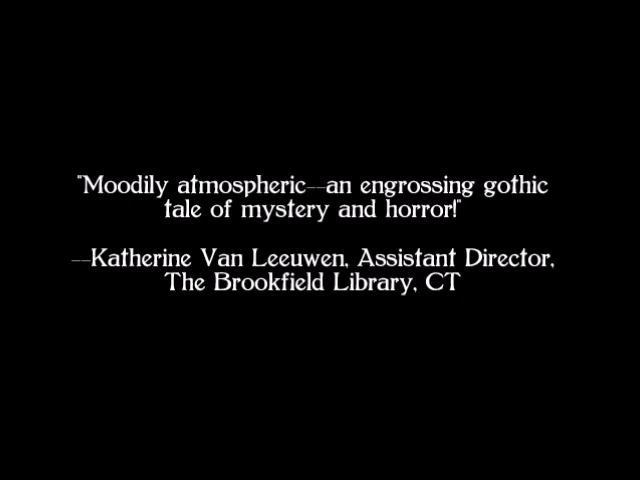 "Moodily atmospheric--an engrossing gothic
tale of mystery and horror!"
--Katherine Van Leeuwen, Assistant Director,
The Brookfield Library, CT